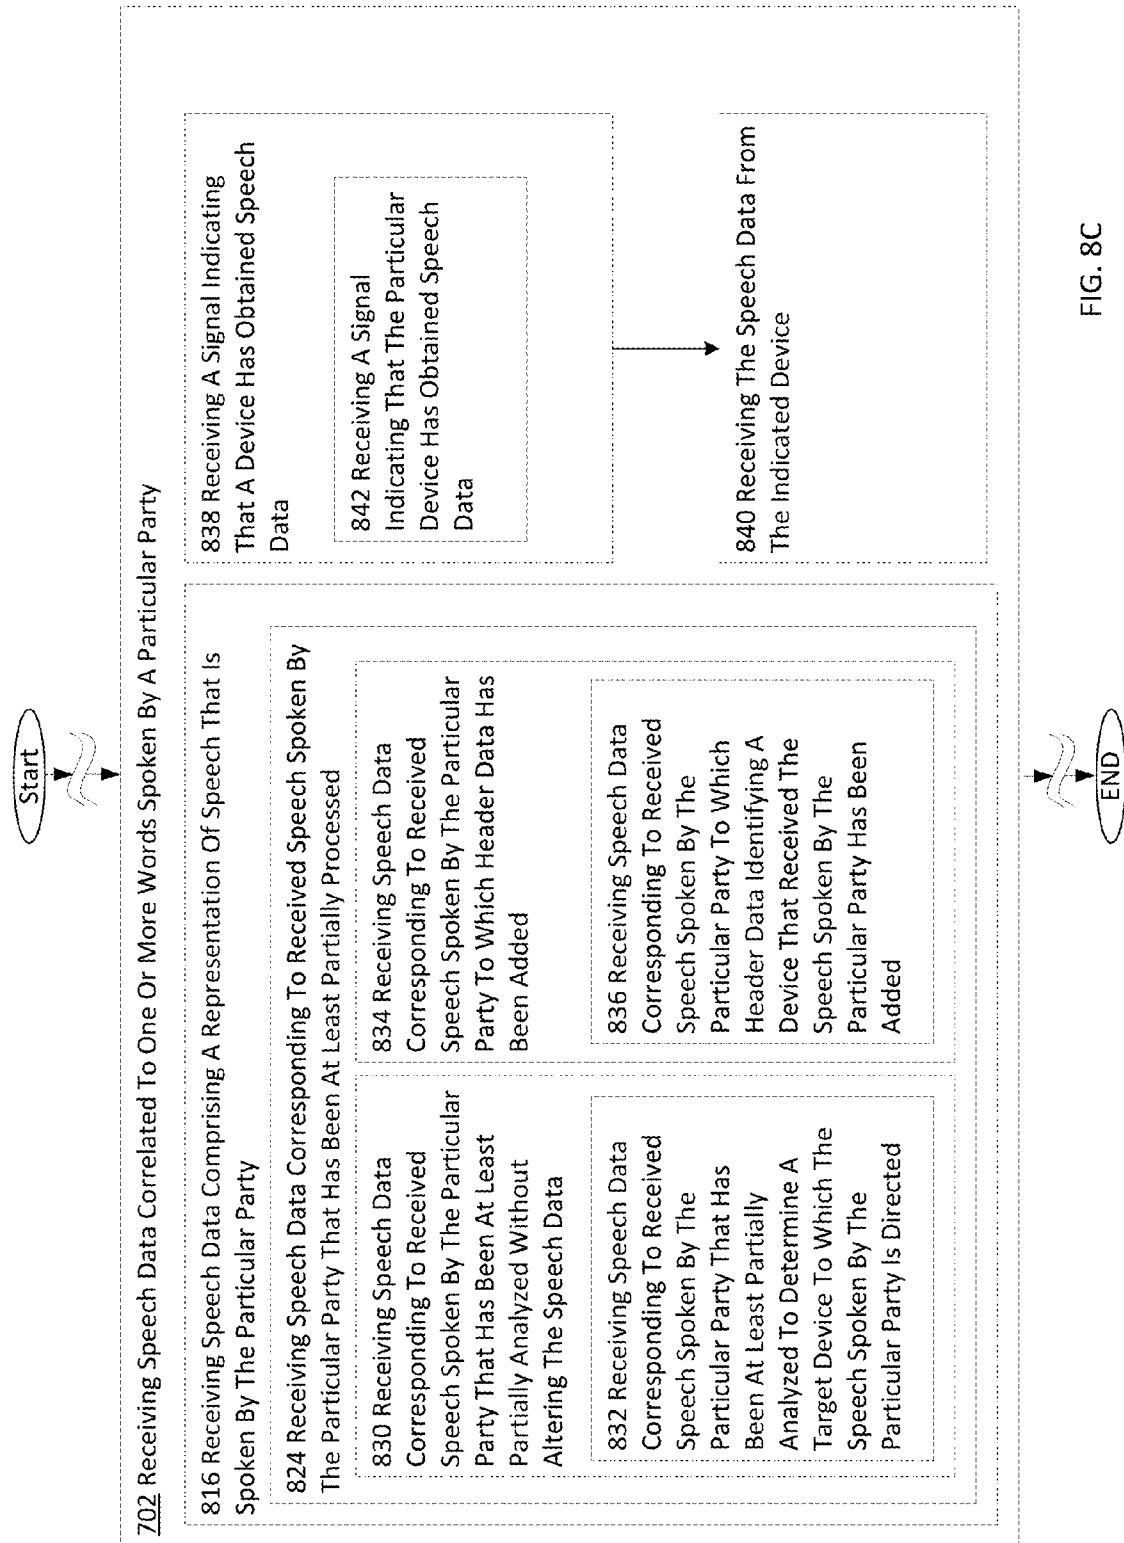 Start
702 Receiving Speech Data Correlated To One Or More Words Spoken By A Particular Party
816 Receiving Speech Data Comprising A Representation Of Speech That Is
Spoken By The Particular Party
824 Receiving Speech Data Corresponding To Received Speech Spoken By
The Particular Party That Has Been At Least Partially Processed
830 Receiving Speech Data
Corresponding To Received
Speech Spoken By The Particular
Party That Has Been At Least
Partially Analyzed Without
Altering The Speech Data
832 Receiving Speech Data
Corresponding To Received
Speech Spoken By The
Particular Party That Has
Been At Least Partially
Analyzed To Determine A
Target Device To Which The
Speech Spoken By The
Particular Party Is Directed
834 Receiving Speech Data
Corresponding To Received
Speech Spoken By The Particular
Party To Which Header Data Has
Been Added
836 Receiving Speech Data
Corresponding To Received
Speech Spoken By The
Particular Party To Which
Header Data Identifying A
Device That Received The
Speech Spoken By The
Particular Party Has Been
Added
838 Receiving A Signal Indicating
That A Device Has Obtained Speech
Data
842 Receiving A Signal
Indicating That The Particular
Device Has Obtained Speech
Data
840 Receiving The Speech Data From
The Indicated Device
END
FIG. 8C